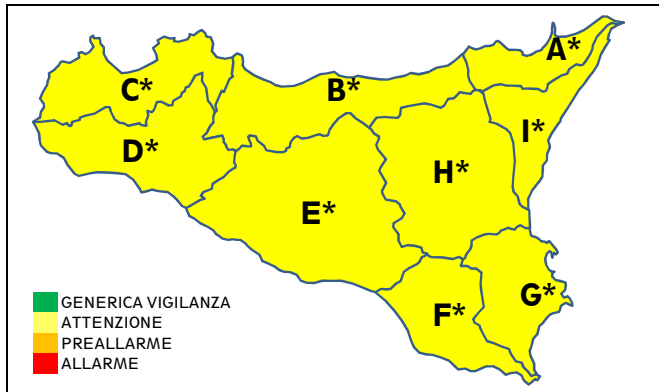 A*
C*
B*
I*
D*
H*
E*
G*
F*
GENERICA VIGILANZA
ATTENZIONE
PREALLARME
ALLARME